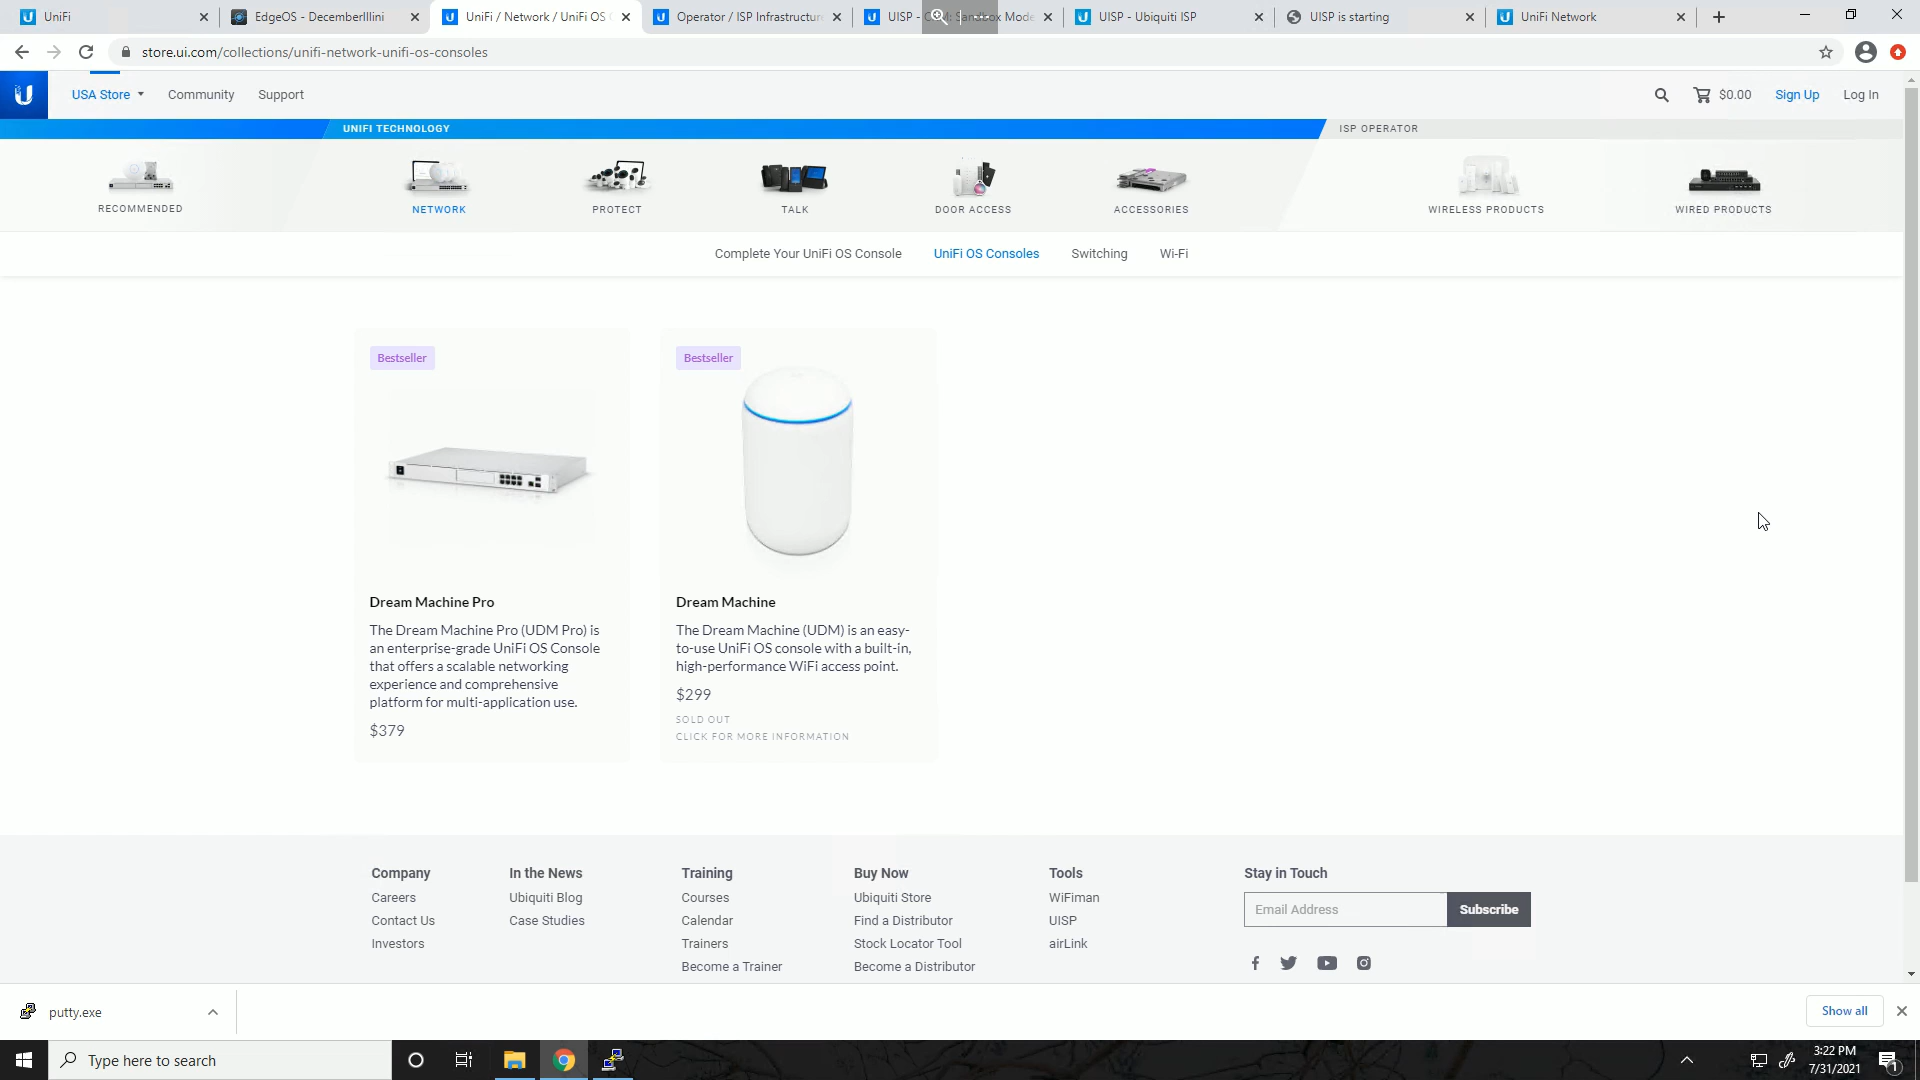 UniFi
EdgeOS - DecemberIllini
UniFi / Network / UniFi OS
Operator / ISP Infrastructure
UISP - Sandbox Mode
UISP - Ubiquiti ISP
UISP is starting
UniFi Network
store.ui.com/collections/unifi-network-unifi-os-consoles
USA Store
Community
Support
$0.00
Sign Up
Log In
UNIFI TECHNOLOGY
ISP OPERATOR
RECOMMENDED
NETWORK
PROTECT
TALK
DOOR ACCESS
ACCESSORIES
WIRELESS PRODUCTS
WIRED PRODUCTS
Complete Your UniFi OS Console
UniFi OS Consoles
Switching
Wi-Fi
Bestseller
Dream Machine Pro
The Dream Machine Pro (UDM Pro) is
an enterprise-grade UniFi OS Console
that offers a scalable networking
experience and comprehensive
platform for multi-application use.
$379
Bestseller
Dream Machine
The Dream Machine (UDM) is an easy-
to-use UniFi OS console with a built-in,
high-performance WiFi access point.
$299
SOLD OUT
CLICK FOR MORE INFORMATION
Company
Careers
Contact Us
Investors
In the News
Ubiquiti Blog
Case Studies
Training
Courses
Calendar
Trainers
Become a Trainer
Buy Now
Ubiquiti Store
Find a Distributor
Stock Locator Tool
Become a Distributor
Tools
WiFiman
UISP
airLink
Stay in Touch
Email Address
Subscribe
putty.exe
Show all
Type here to search
3:22 PM
7/31/2021
1